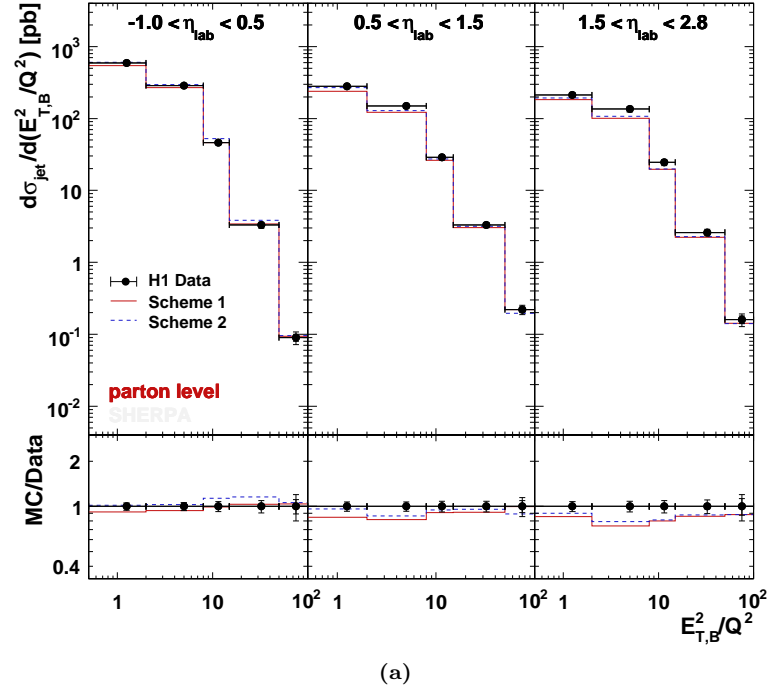 -1.0 < η_lab < 0.5
0.5 < η_lab < 1.5
1.5 < η_lab < 2.8
dσ_jet/d(E²_T,B/Q²) [pb]
10³
10²
10
1
10⁻¹
10⁻²
H1 Data
Scheme 1
Scheme 2
parton level
SHERPA
MC/Data
2
1
0.4
1 10 10² 1 10 10² 1 10 10²
E²_T,B/Q²
(a)